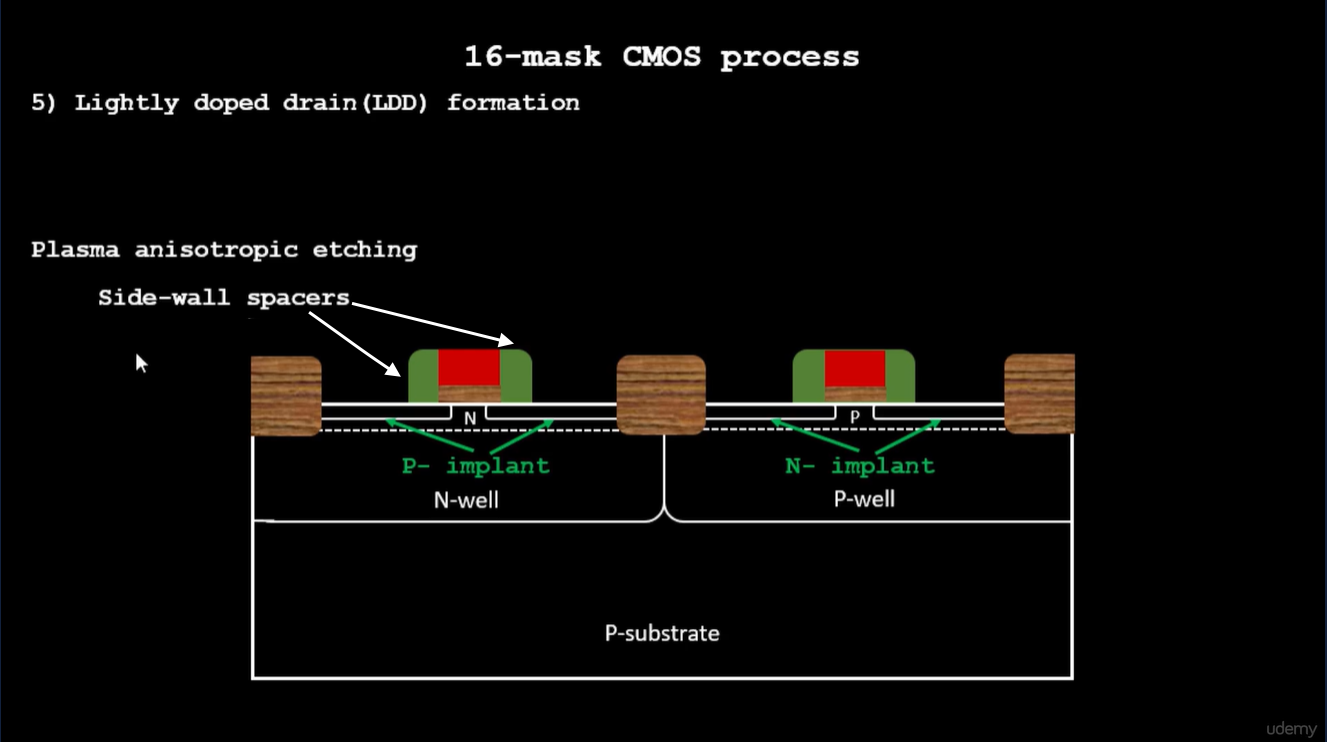 16-mask CMOS process
5) Lightly doped drain(LDD) formation
Plasma anisotropic etching
Side-wall spacers
N
P
P- implant
N- implant
N-well
P-well
P-substrate
udemy